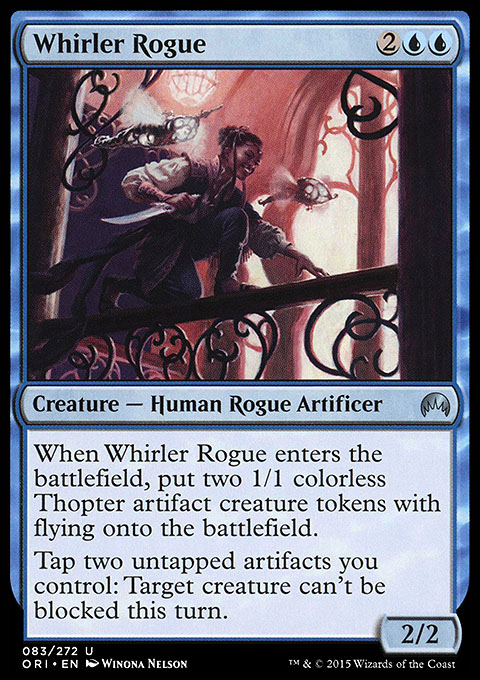 Whirler Rogue 2
Creature — Human Rogue Artificer
When Whirler Rogue enters the
battlefield, put two 1/1 colorless
Thopter artifact creature tokens with
flying onto the battlefield.
Tap two untapped artifacts you
control: Target creature can't be
blocked this turn.
2/2
083/272 U
ORI • EN Winona Nelson
™ & © 2015 Wizards of the Coast